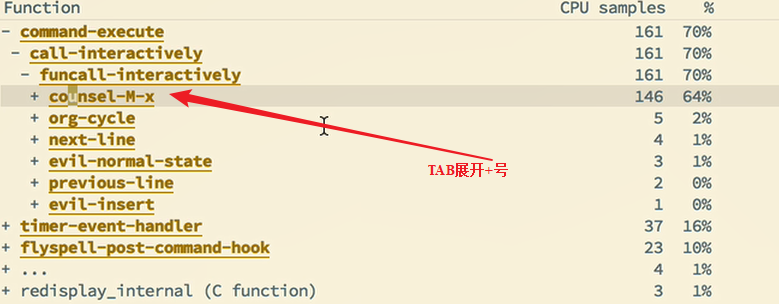 Function CPU samples %
- command-execute 161 70%
- call-interactively 161 70%
- funcall-interactively 161 70%
+ counsel-M-x 146 64%
+ org-cycle 5 2%
+ next-line 4 1%
+ evil-normal-state 3 1%
+ previous-line 2 0%
+ evil-insert 1 0%
+ timer-event-handler 37 16%
+ flyspell-post-command-hook 23 10%
+ ... 4 1%
+ redisplay_internal (C function) 3 1%
TAB展开+号